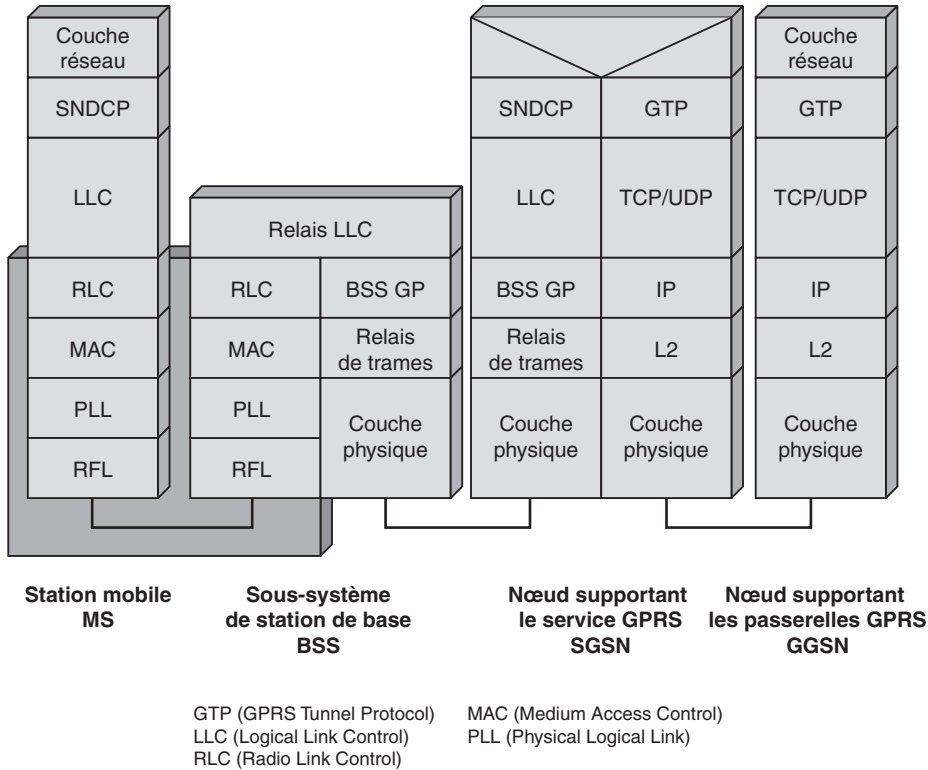 Couche
réseau
Couche
réseau
SNDCP
SNDCP
GTP
GTP
LLC
LLC
TCP/UDP
TCP/UDP
Relais LLC
RLC
RLC
BSS GP
BSS GP
IP
IP
MAC
MAC
Relais
de trames
Relais
de trames
L2
L2
PLL
PLL
Couche
physique
Couche
physique
Couche
physique
Couche
physique
RFL
RFL
Station mobile
MS
Sous-système
de station de base
BSS
Nœud supportant
le service GPRS
SGSN
Nœud supportant
les passerelles GPRS
GGSN
GTP (GPRS Tunnel Protocol)
LLC (Logical Link Control)
RLC (Radio Link Control)
MAC (Medium Access Control)
PLL (Physical Logical Link)